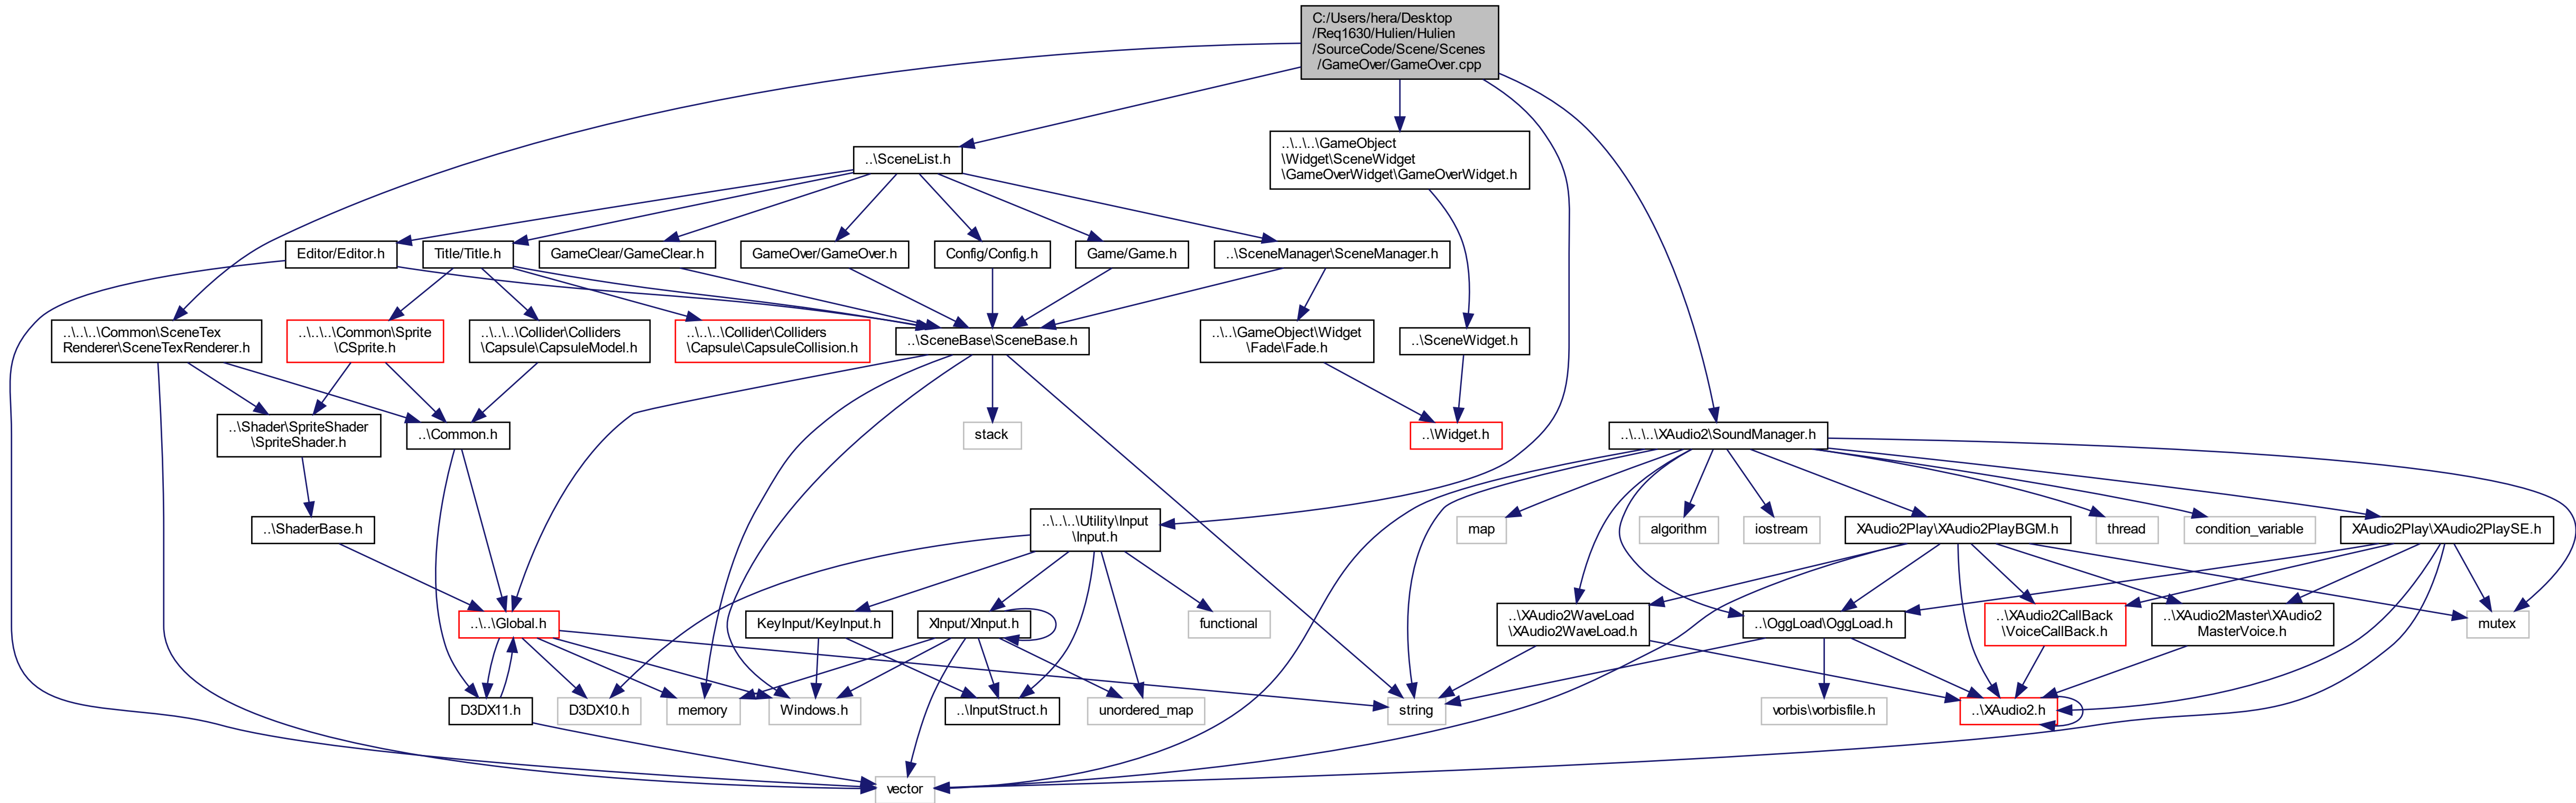 C:/Users/hera/Desktop
/Req1630/Hulien/Hulien
/SourceCode/Scene/Scenes
/GameOver/GameOver.cpp
..\..\..\GameObject
\Widget\SceneWidget
\GameOverWidget\GameOverWidget.h
..\SceneList.h
Editor/Editor.h
Title/Title.h
GameClear/GameClear.h
GameOver/GameOver.h
Config/Config.h
Game/Game.h
..\SceneManager\SceneManager.h
..\..\..\Common\SceneTex
Renderer\SceneTexRenderer.h
..\..\..\Common\Sprite
\CSprite.h
..\..\..\Collider\Colliders
\Capsule\CapsuleModel.h
..\..\..\Collider\Colliders
\Capsule\CapsuleCollision.h
..\SceneBase\SceneBase.h
..\..\GameObject\Widget
\Fade\Fade.h
..\SceneWidget.h
..\Shader\SpriteShader
\SpriteShader.h
..\Common.h
stack
..\Widget.h
..\..\..\XAudio2\SoundManager.h
..\ShaderBase.h
..\..\..\Utility\Input
\Input.h
map
algorithm
iostream
XAudio2Play\XAudio2PlayBGM.h
thread
condition_variable
XAudio2Play\XAudio2PlaySE.h
..\..\Global.h
KeyInput/KeyInput.h
XInput/XInput.h
functional
..\XAudio2WaveLoad
\XAudio2WaveLoad.h
..\OggLoad\OggLoad.h
..\XAudio2CallBack
\VoiceCallBack.h
..\XAudio2Master\XAudio2
MasterVoice.h
mutex
D3DX11.h
D3DX10.h
memory
Windows.h
..\InputStruct.h
unordered_map
string
vorbis\vorbisfile.h
..\XAudio2.h
vector